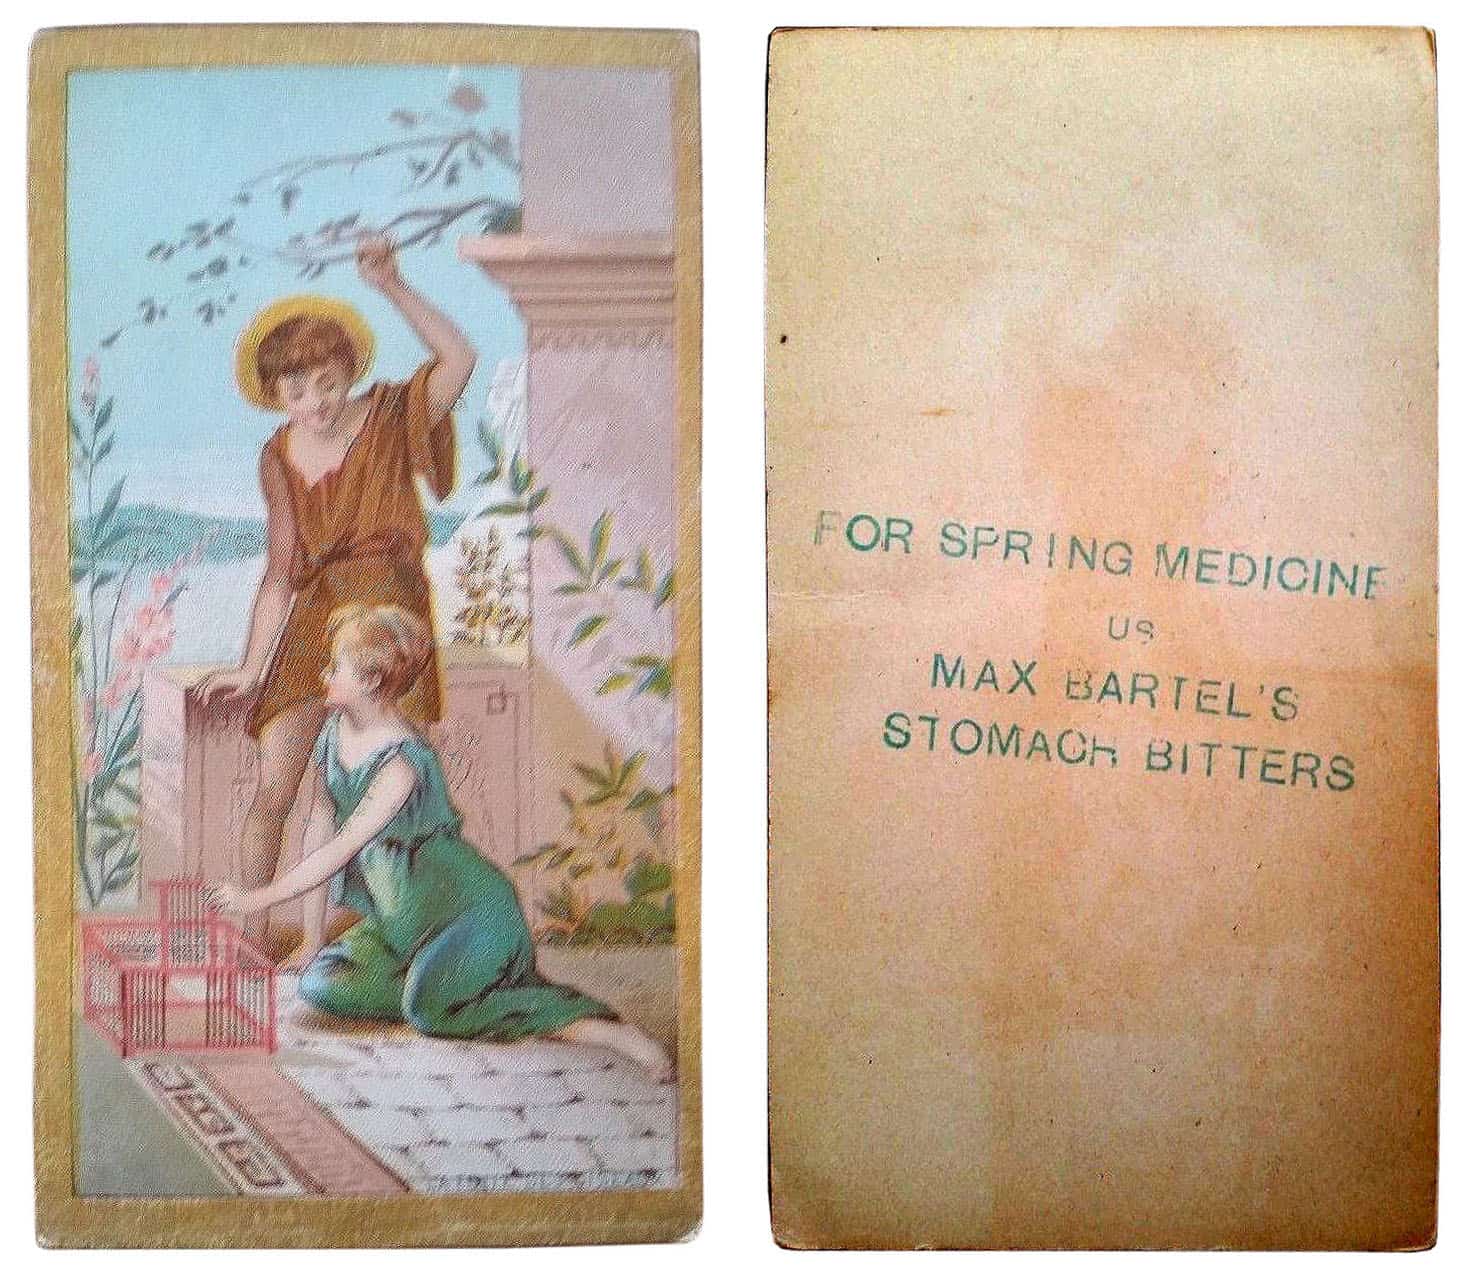 FOR SPRING MEDICINE
US
MAX BARTEL'S
STOMACH BITTERS